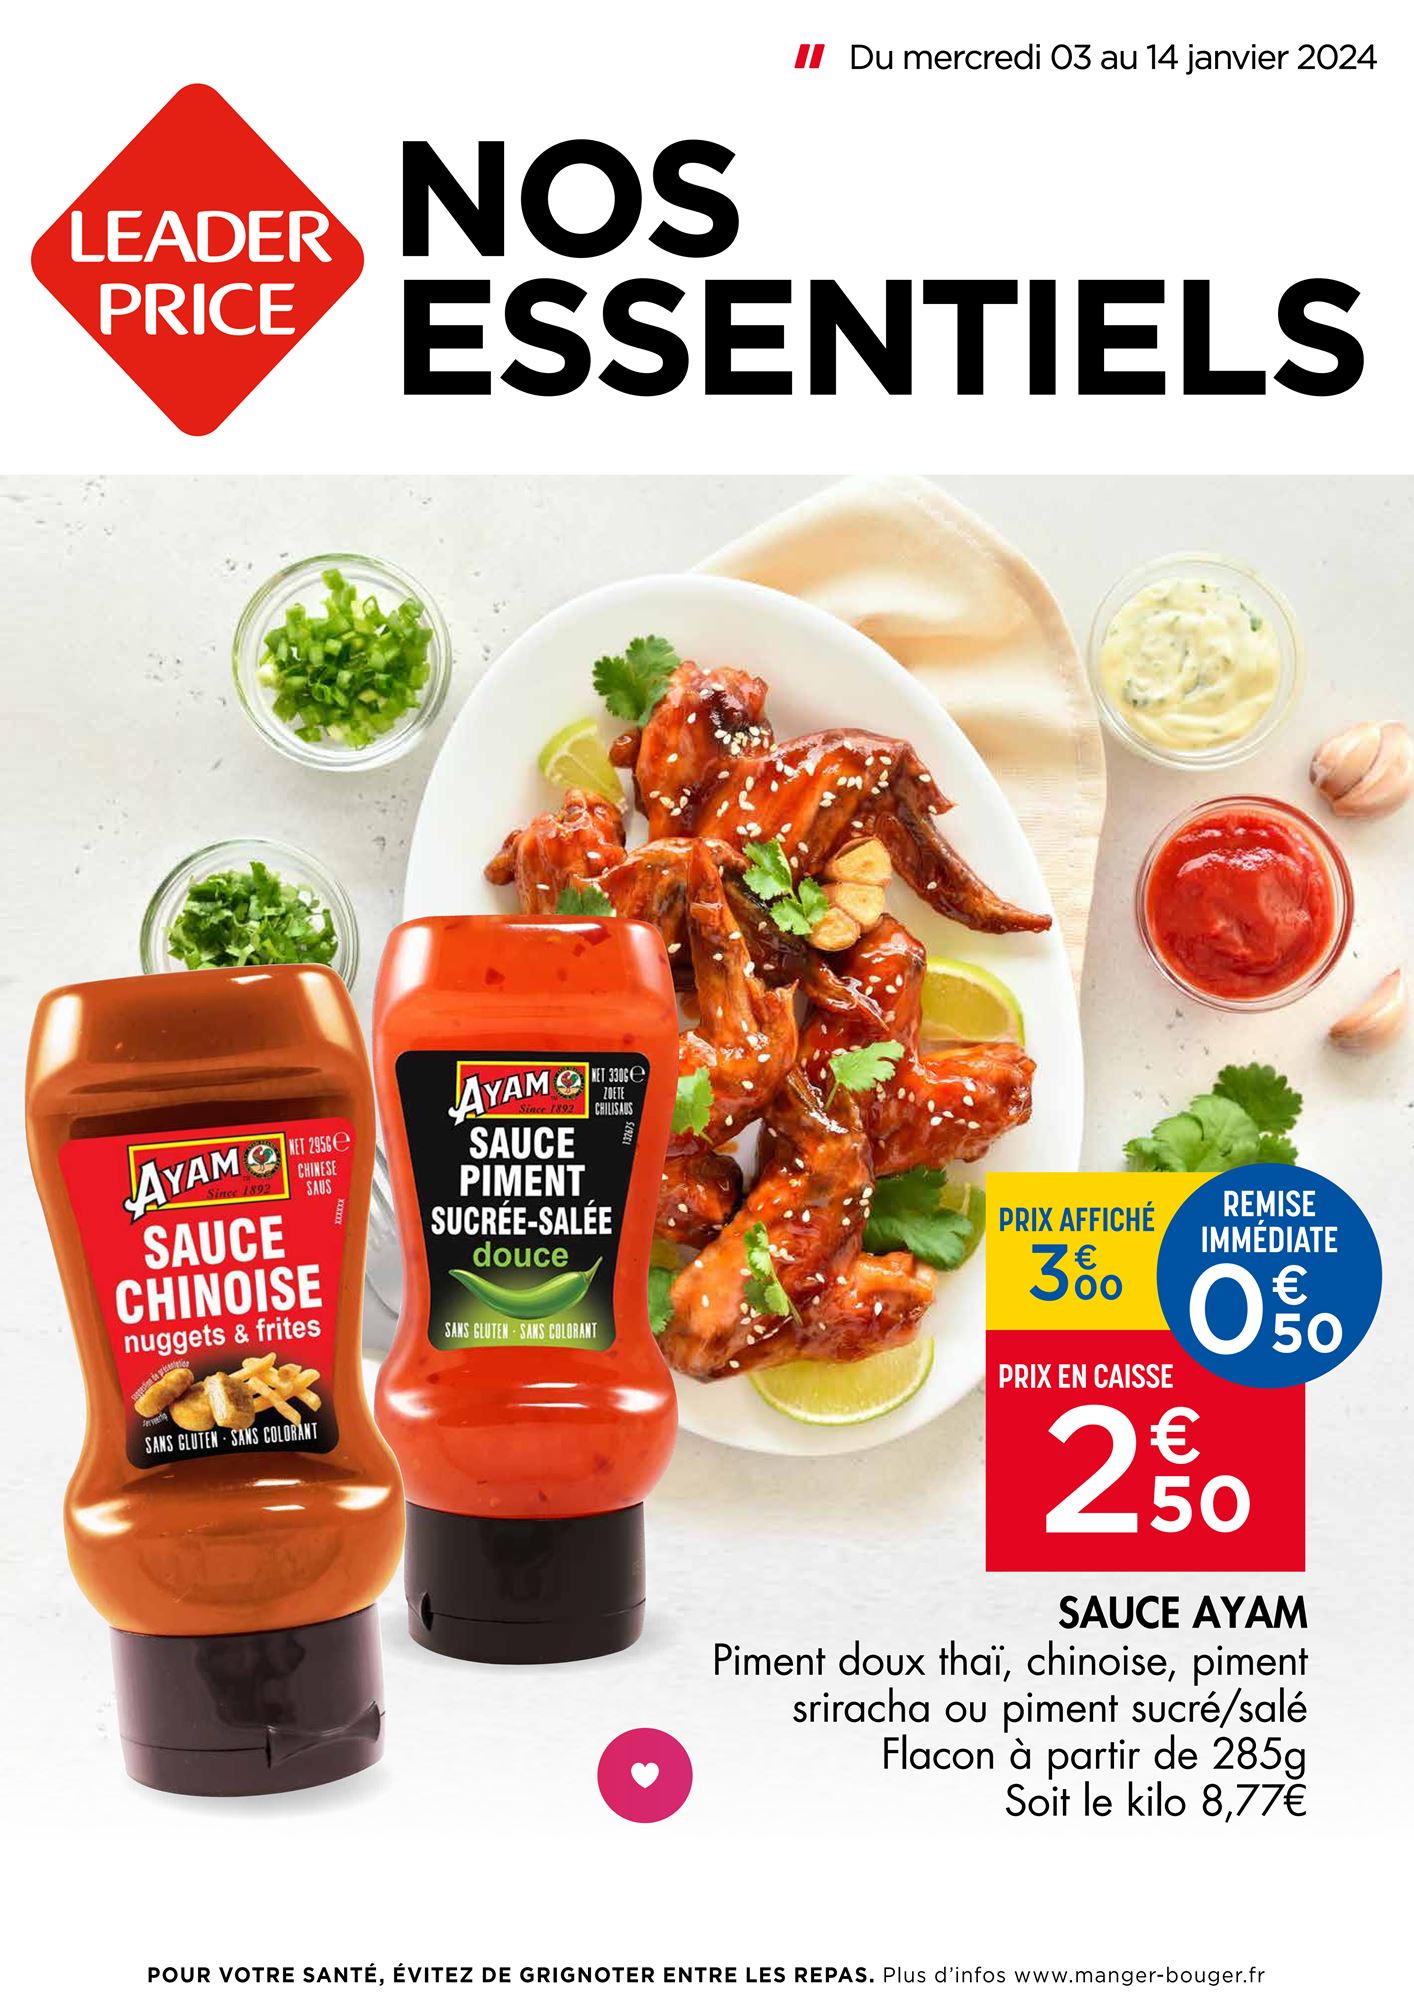 Du mercredi 03 au 14 janvier 2024
LEADER
PRICE
NOS
ESSENTIELS
AYAM
Since 1892
NET 330G e
ZOETE
CHILISAUS
132675
SAUCE
PIMENT
SUCRÉE-SALÉE
douce
SANS GLUTEN - SANS COLORANT
AYAM
Since 1892
NET 295G e
CHINESE
SAUS
XXXXXX
SAUCE
CHINOISE
nuggets & frites
SANS GLUTEN - SANS COLORANT
PRIX AFFICHÉ
3€00
REMISE
IMMÉDIATE
0€50
PRIX EN CAISSE
2€50
SAUCE AYAM
Piment doux thaï, chinoise, piment
sriracha ou piment sucré/salé
Flacon à partir de 285g
Soit le kilo 8,77€
POUR VOTRE SANTÉ, ÉVITEZ DE GRIGNOTER ENTRE LES REPAS. Plus d'infos www.manger-bouger.fr